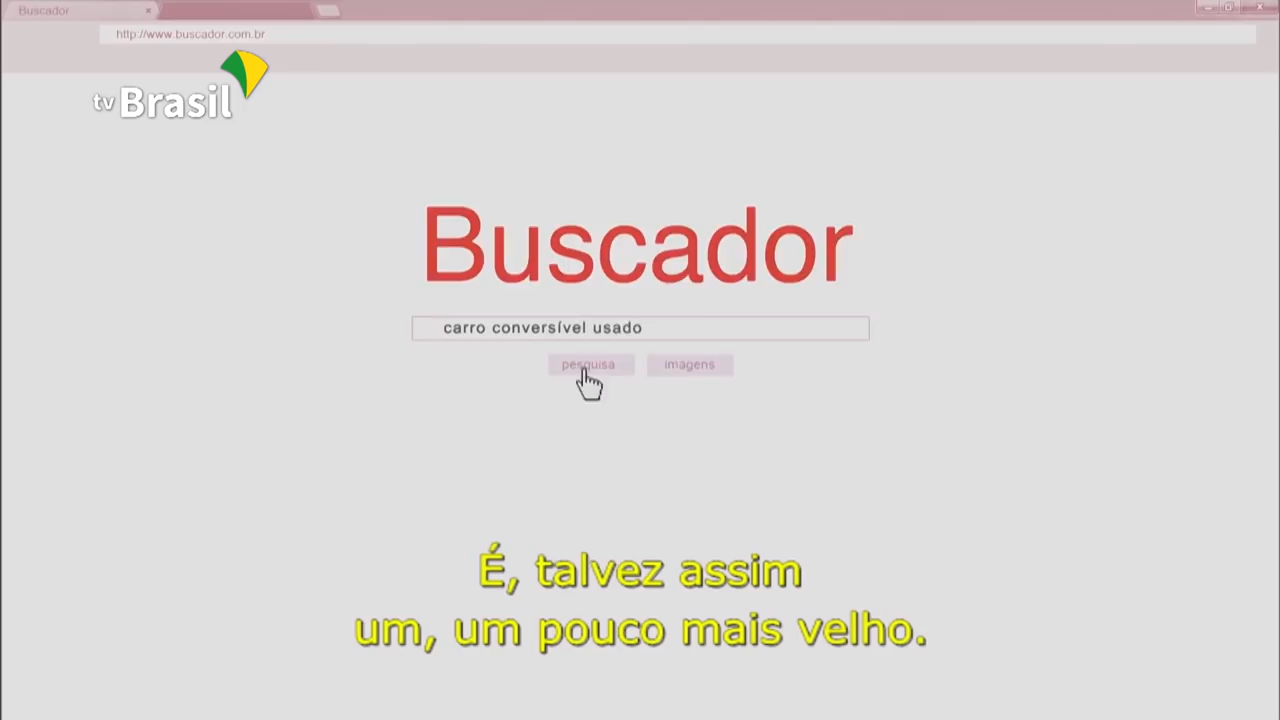 Buscador
http://www.buscador.com.br
tv Brasil
Buscador
carro conversível usado
pesquisa imagens
É, talvez assim
um, um pouco mais velho.